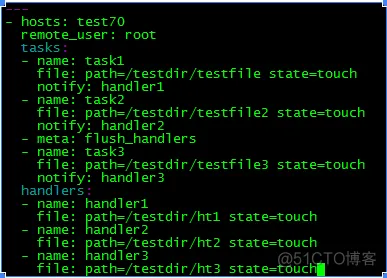 ---
- hosts: test70
  remote_user: root
  tasks:
  - name: task1
    file: path=/testdir/testfile state=touch
    notify: handler1
  - name: task2
    file: path=/testdir/testfile2 state=touch
    notify: handler2
  - meta: flush_handlers
  - name: task3
    file: path=/testdir/testfile3 state=touch
    notify: handler3
  handlers:
  - name: handler1
    file: path=/testdir/ht1 state=touch
  - name: handler2
    file: path=/testdir/ht2 state=touch
  - name: handler3
    file: path=/testdir/ht3 state=touch
@51CTO博客